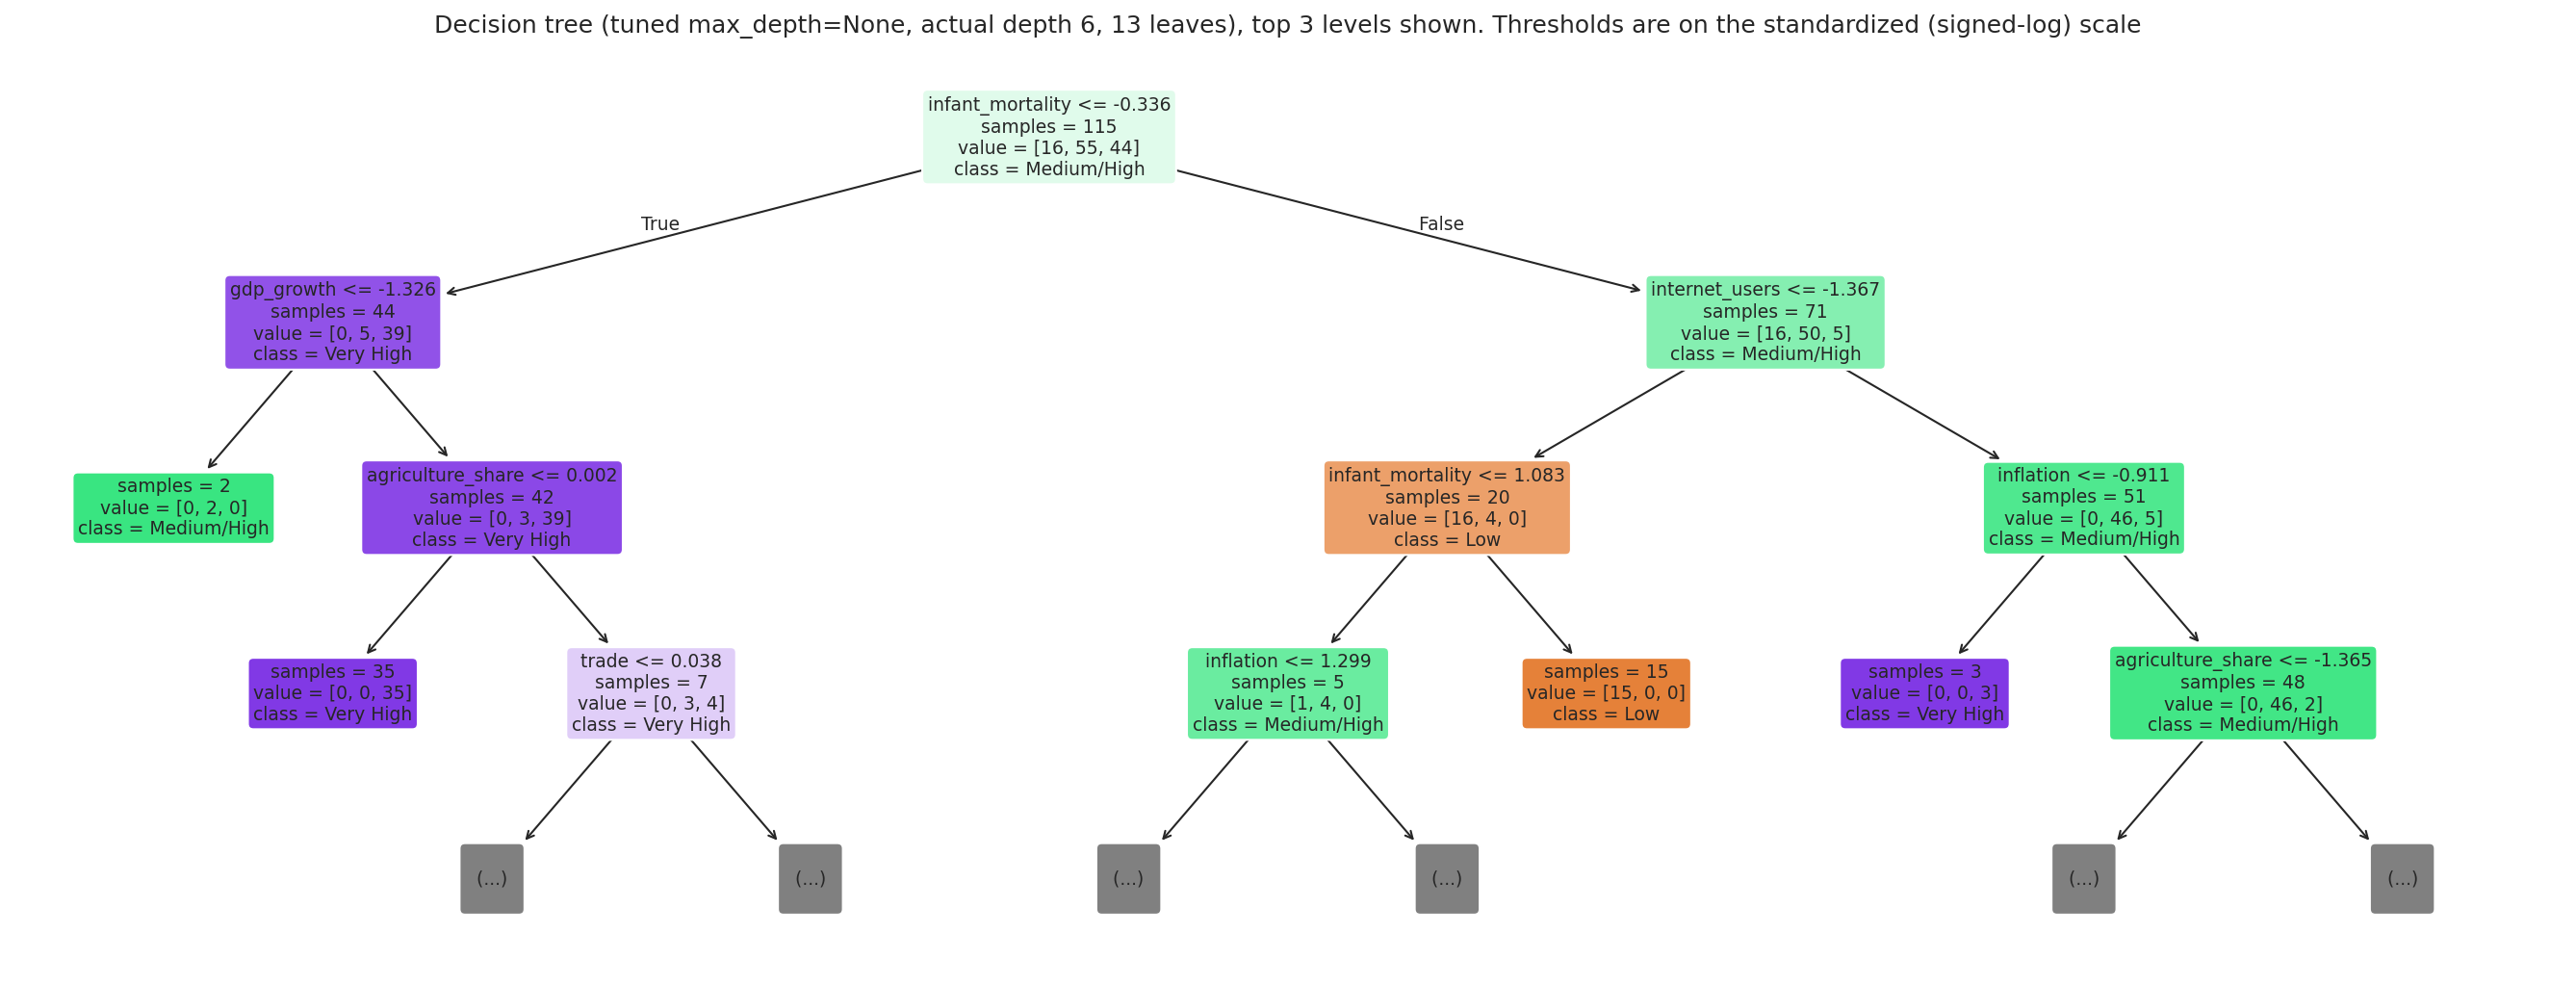 Decision tree (tuned max_depth=None, actual depth 6, 13 leaves), top 3 levels shown. Thresholds are on the standardized (signed-log) scale
infant_mortality <= -0.336
samples = 115
value = [16, 55, 44]
class = Medium/High
True
False
gdp_growth <= -1.326
samples = 44
value = [0, 5, 39]
class = Very High
internet_users <= -1.367
samples = 71
value = [16, 50, 5]
class = Medium/High
samples = 2
value = [0, 2, 0]
class = Medium/High
agriculture_share <= 0.002
samples = 42
value = [0, 3, 39]
class = Very High
infant_mortality <= 1.083
samples = 20
value = [16, 4, 0]
class = Low
inflation <= -0.911
samples = 51
value = [0, 46, 5]
class = Medium/High
samples = 35
value = [0, 0, 35]
class = Very High
trade <= 0.038
samples = 7
value = [0, 3, 4]
class = Very High
inflation <= 1.299
samples = 5
value = [1, 4, 0]
class = Medium/High
samples = 15
value = [15, 0, 0]
class = Low
samples = 3
value = [0, 0, 3]
class = Very High
agriculture_share <= -1.365
samples = 48
value = [0, 46, 2]
class = Medium/High
(...)
(...)
(...)
(...)
(...)
(...)